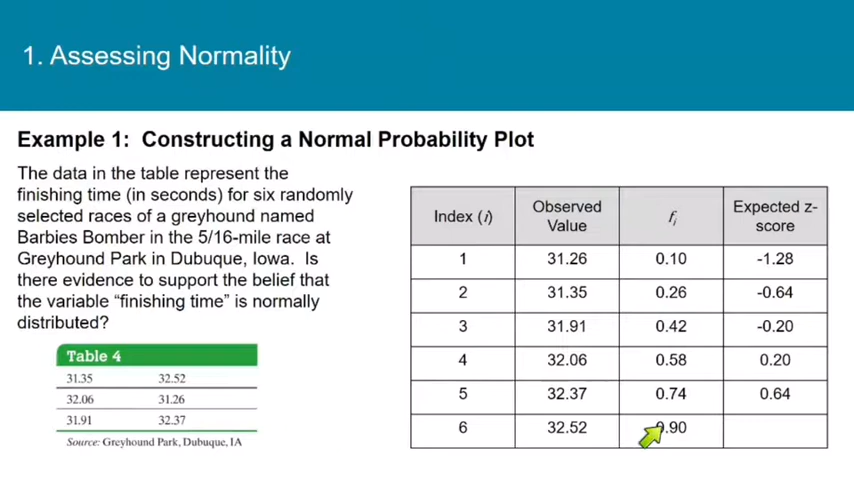 1. Assessing Normality
Example 1: Constructing a Normal Probability Plot
The data in the table represent the
finishing time (in seconds) for six randomly
selected races of a greyhound named
Barbies Bomber in the 5/16-mile race at
Greyhound Park in Dubuque, Iowa. Is
there evidence to support the belief that
the variable “finishing time” is normally
distributed?
Table 4
31.35 32.52
32.06 31.26
31.91 32.37
Source: Greyhound Park, Dubuque, IA
Index (i) Observed Value fi Expected z-score
1 31.26 0.10 -1.28
2 31.35 0.26 -0.64
3 31.91 0.42 -0.20
4 32.06 0.58 0.20
5 32.37 0.74 0.64
6 32.52 0.90